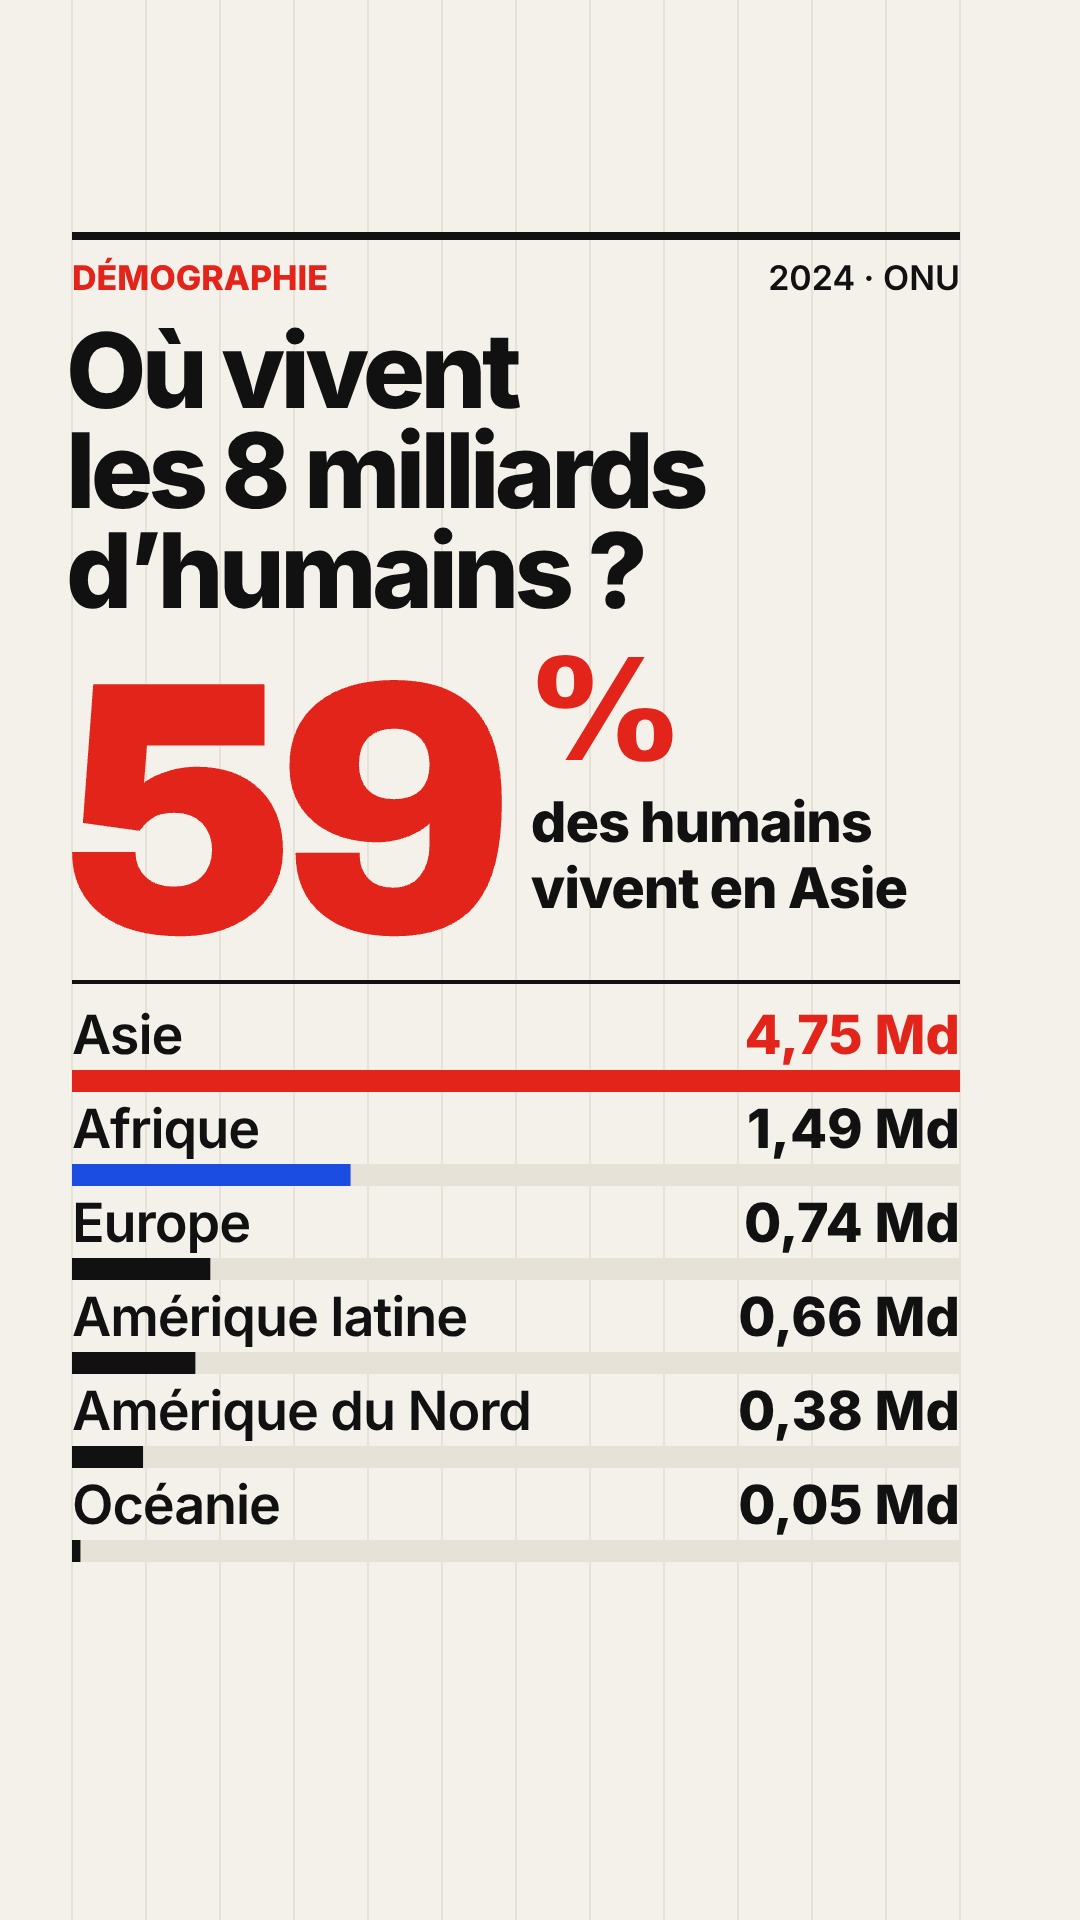 DÉMOGRAPHIE
2024 · ONU
Où vivent
les 8 milliards
d’humains ?
59 %
des humains
vivent en Asie
Asie 4,75 Md
Afrique 1,49 Md
Europe 0,74 Md
Amérique latine 0,66 Md
Amérique du Nord 0,38 Md
Océanie 0,05 Md